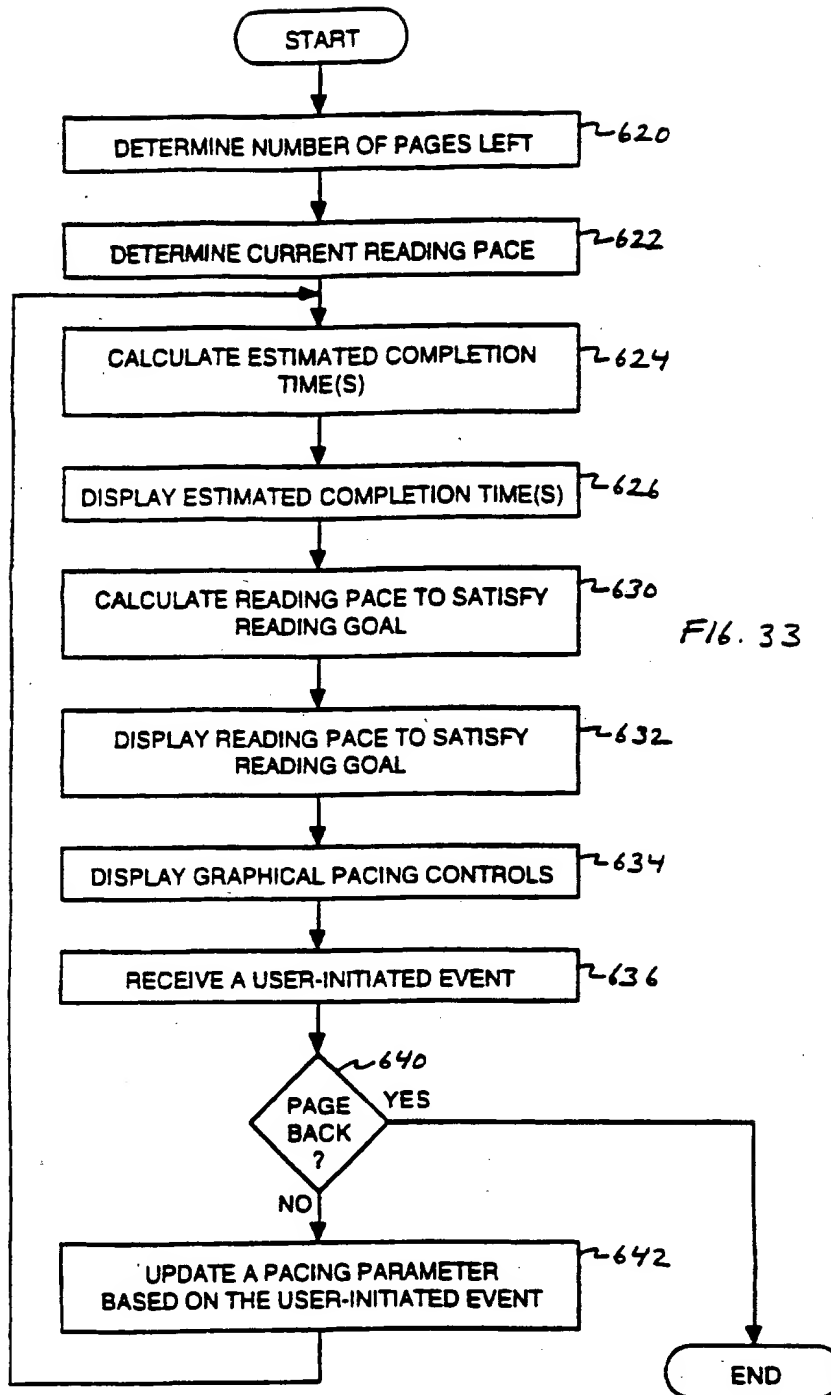 START
DETERMINE NUMBER OF PAGES LEFT
620
DETERMINE CURRENT READING PACE
622
CALCULATE ESTIMATED COMPLETION
TIME(S)
624
DISPLAY ESTIMATED COMPLETION TIME(S)
626
CALCULATE READING PACE TO SATISFY
READING GOAL
630
FIG. 33
DISPLAY READING PACE TO SATISFY
READING GOAL
632
DISPLAY GRAPHICAL PACING CONTROLS
634
RECEIVE A USER-INITIATED EVENT
636
640
PAGE
BACK
?
YES
NO
UPDATE A PACING PARAMETER
BASED ON THE USER-INITIATED EVENT
642
END